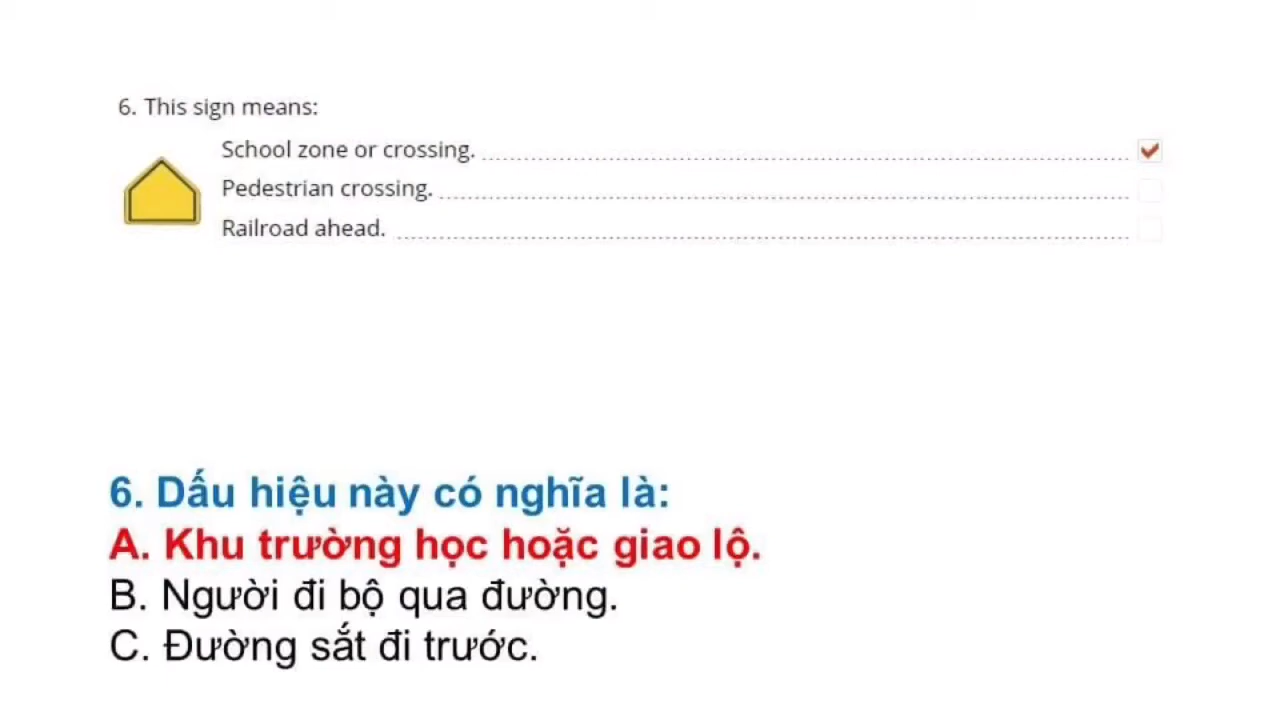 6. This sign means:
School zone or crossing.
Pedestrian crossing.
Railroad ahead.
6. Dấu hiệu này có nghĩa là:
A. Khu trường học hoặc giao lộ.
B. Người đi bộ qua đường.
C. Đường sắt đi trước.